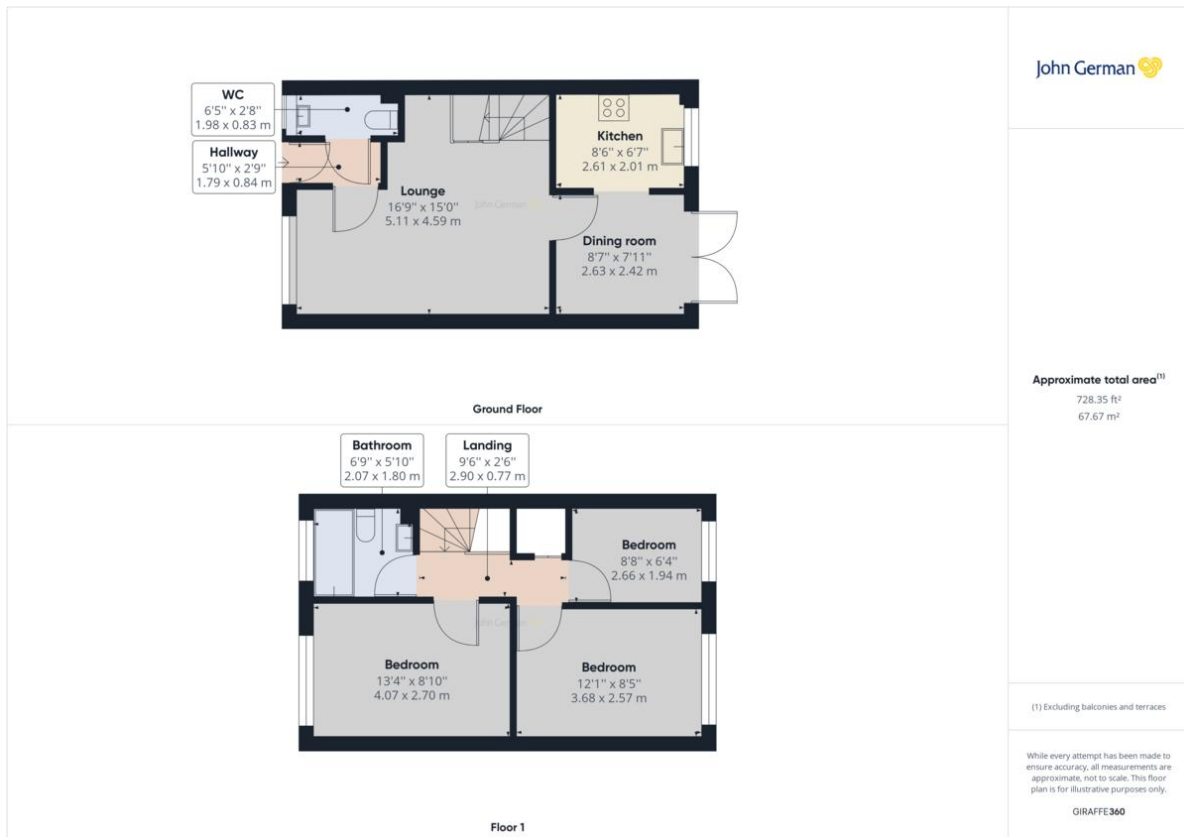 WC
6'5" x 2'8"
1.98 x 0.83 m
Hallway
5'10" x 2'9"
1.79 x 0.84 m
Lounge
16'9" x 15'0"
5.11 x 4.59 m
John German
Kitchen
8'6" x 6'7"
2.61 x 2.01 m
Dining room
8'7" x 7'11"
2.63 x 2.42 m
Ground Floor
Bathroom
6'9" x 5'10"
2.07 x 1.80 m
Landing
9'6" x 2'6"
2.90 x 0.77 m
Bedroom
8'8" x 6'4"
2.66 x 1.94 m
John German
Bedroom
13'4" x 8'10"
4.07 x 2.70 m
Bedroom
12'1" x 8'5"
3.68 x 2.57 m
Floor 1
John German
Approximate total area(1)
728.35 ft²
67.67 m²
(1) Excluding balconies and terraces
While every attempt has been made to
ensure accuracy, all measurements are
approximate, not to scale. This floor
plan is for illustrative purposes only.
GIRAFFE360